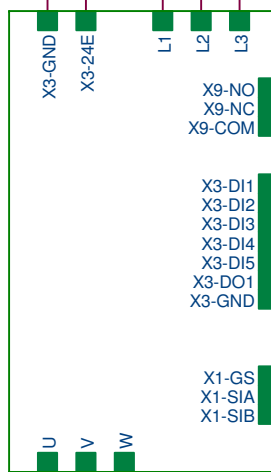 X3-GND
X3-24E
L1
L2
L3
X9-NO
X9-NC
X9-COM
X3-DI1
X3-DI2
X3-DI3
X3-DI4
X3-DI5
X3-DO1
X3-GND
X1-GS
X1-SIA
X1-SIB
U
V
W